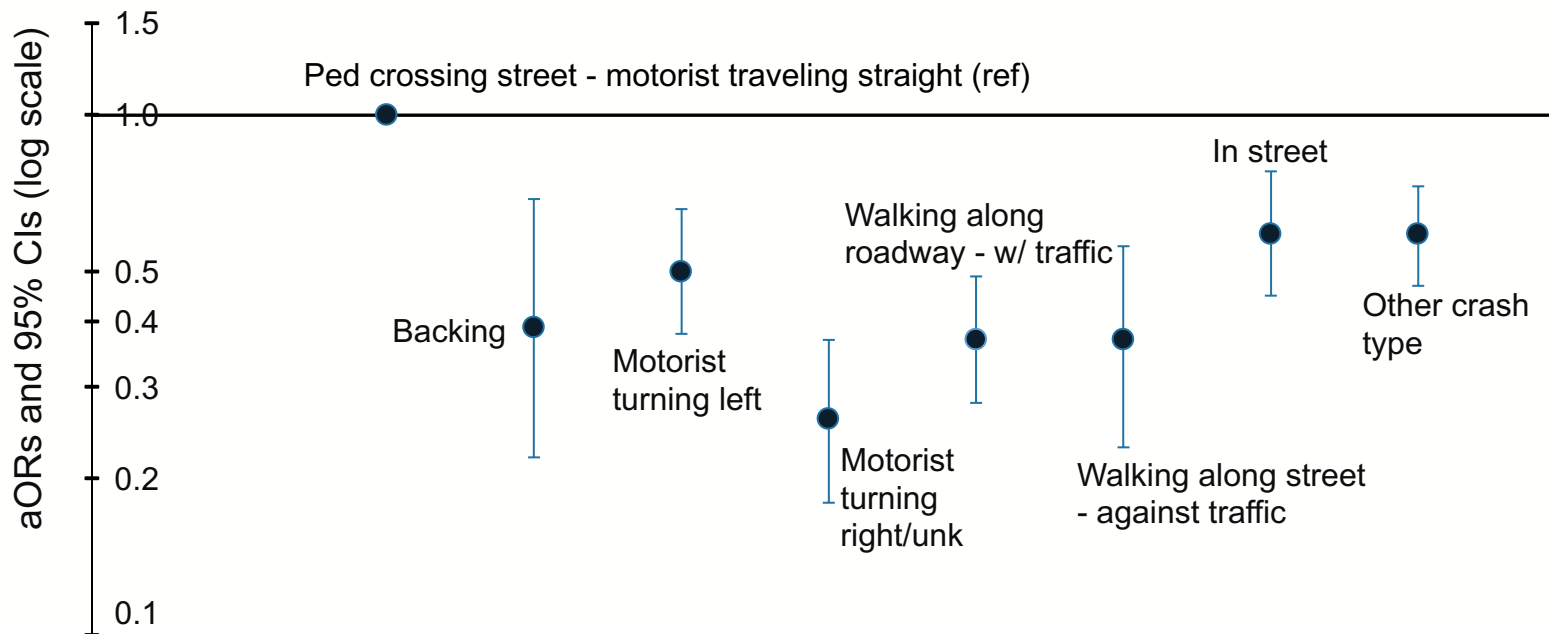 aORs and 95% CIs (log scale)
1.5
1.0
0.5
0.4
0.3
0.2
0.1
Ped crossing street - motorist traveling straight (ref)
Backing
Motorist
turning left
Motorist
turning
right/unk
Walking along
roadway - w/ traffic
Walking along street
- against traffic
In street
Other crash
type